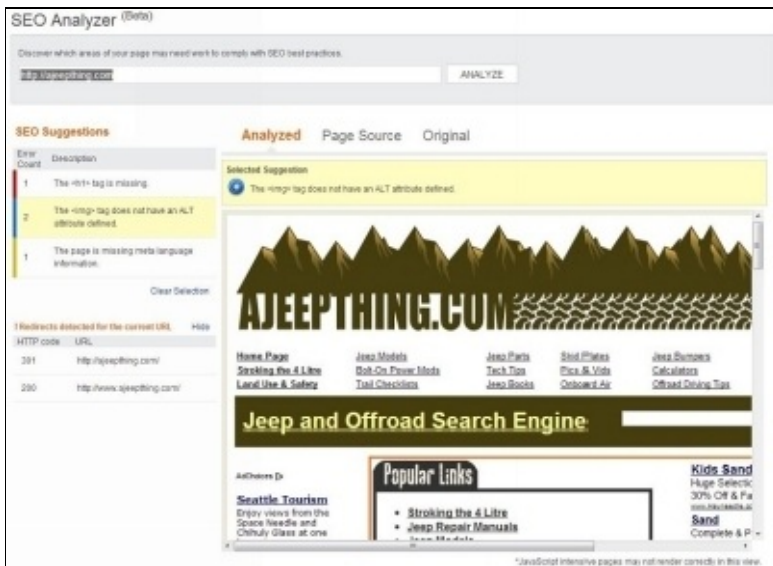 SEO Analyzer (Beta)
Discover which areas of your page may need work to comply with SEO best practices.
http://ajeepthing.com
ANALYZE
SEO Suggestions
Error Count Description
1 The <h1> tag is missing.
2 The <img> tag does not have an ALT attribute defined.
1 The page is missing meta language information.
Clear Selection
! Redirects detected for the current URL Hide
HTTP code URL
301 http://ajeepthing.com/
200 http://www.ajeepthing.com/
Analyzed Page Source Original
Selected Suggestion
The <img> tag does not have an ALT attribute defined.
AJEEPTHING.COM
Home Page Jeep Models Jeep Parts Skid Plates Jeep Bumpers
Stroking the 4 Litre Bolt-On Power Mods Tech Tips Pics & Vids Calculators
Land Use & Safety Trail Checklists Jeep Books Onboard Air Offroad Driving Tips
Jeep and Offroad Search Engine
AdChoices
Seattle Tourism
Enjoy views from the
Space Needle and
Chihuly Glass at one
Popular Links
• Stroking the 4 Litre
• Jeep Repair Manuals
• Jeep Models
Kids Sand
Huge Selectic
30% Off & Fa
Sand
Complete & P
*JavaScript intensive pages may not render correctly in this view.